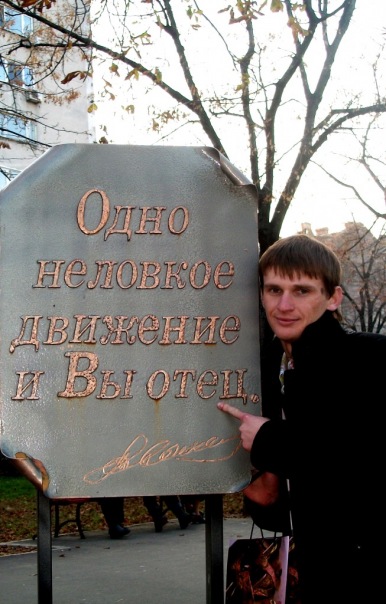 Одно
неловкое
движение
и Вы отец.